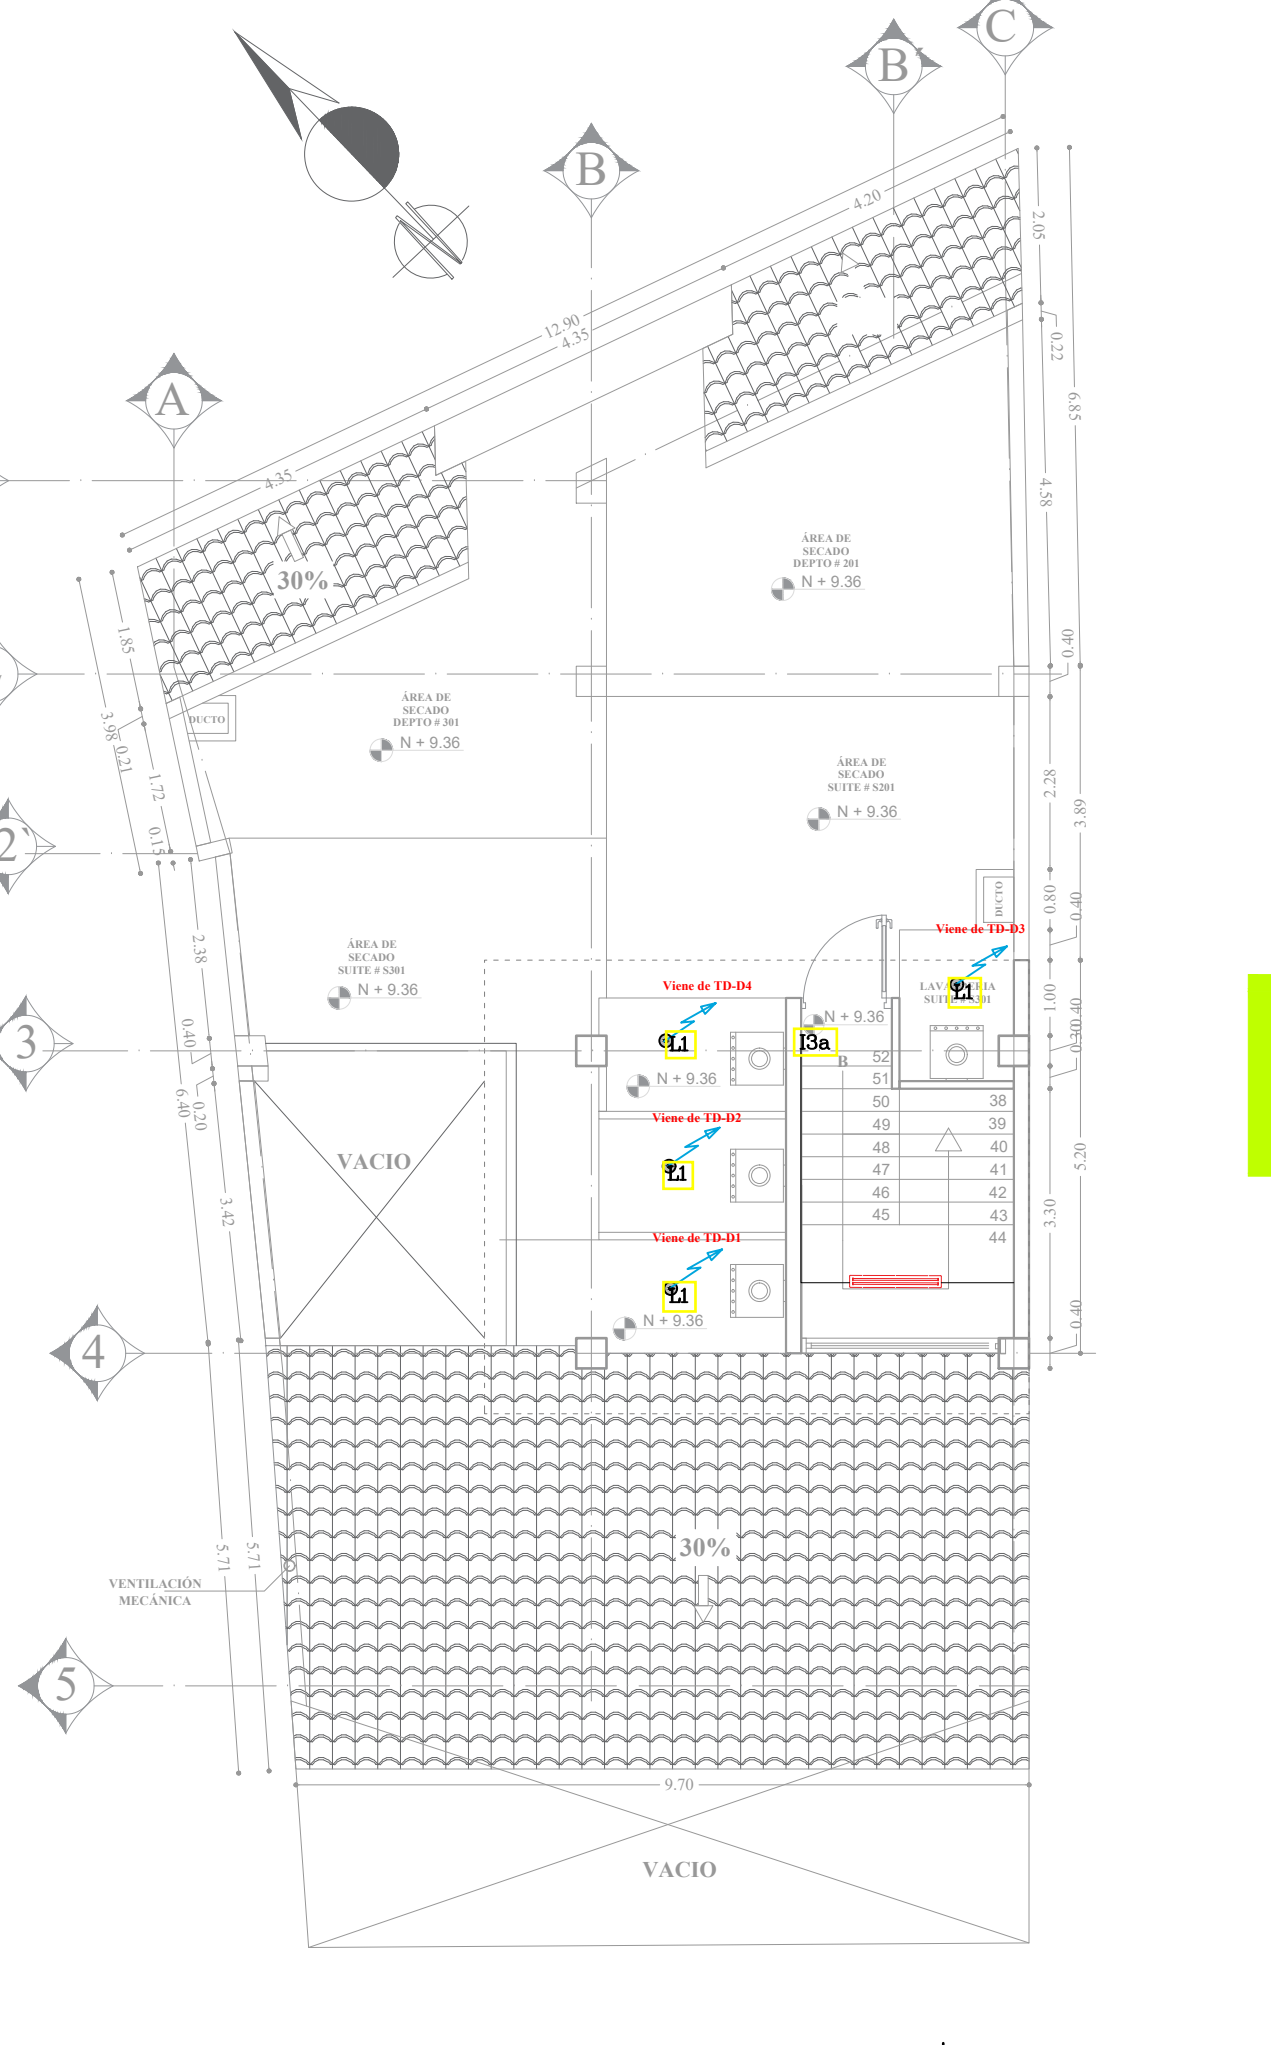 C
B´
B
A
4.20
2.05
12.90
4.35
0.22
6.85
4.35
4.58
30%
ÁREA DE
SECADO
DEPTO # 201
N + 9.36
1.85
0.40
ÁREA DE
SECADO
DEPTO # 301
N + 9.36
DUCTO
3.98
0.21
1.72
2.28
3.89
ÁREA DE
SECADO
SUITE # S201
N + 9.36
2`
0.15
DUCTO
0.80
0.40
2.38
ÁREA DE
SECADO
SUITE # S301
N + 9.36
Viene de TD-D3
Viene de TD-D4
LAVANDERIA
SUITE # S301
L1
1.00
0.40
0.30
3
0.40
0.20
6.40
L1
I3a
N + 9.36
B
N + 9.36
52
51
50
49
48
47
46
45
38
39
40
41
42
43
44
Viene de TD-D2
L1
VACIO
5.20
3.30
3.42
Viene de TD-D1
L1
N + 9.36
0.40
4
30%
5.71
5.71
VENTILACIÓN
MECÁNICA
5
9.70
VACIO